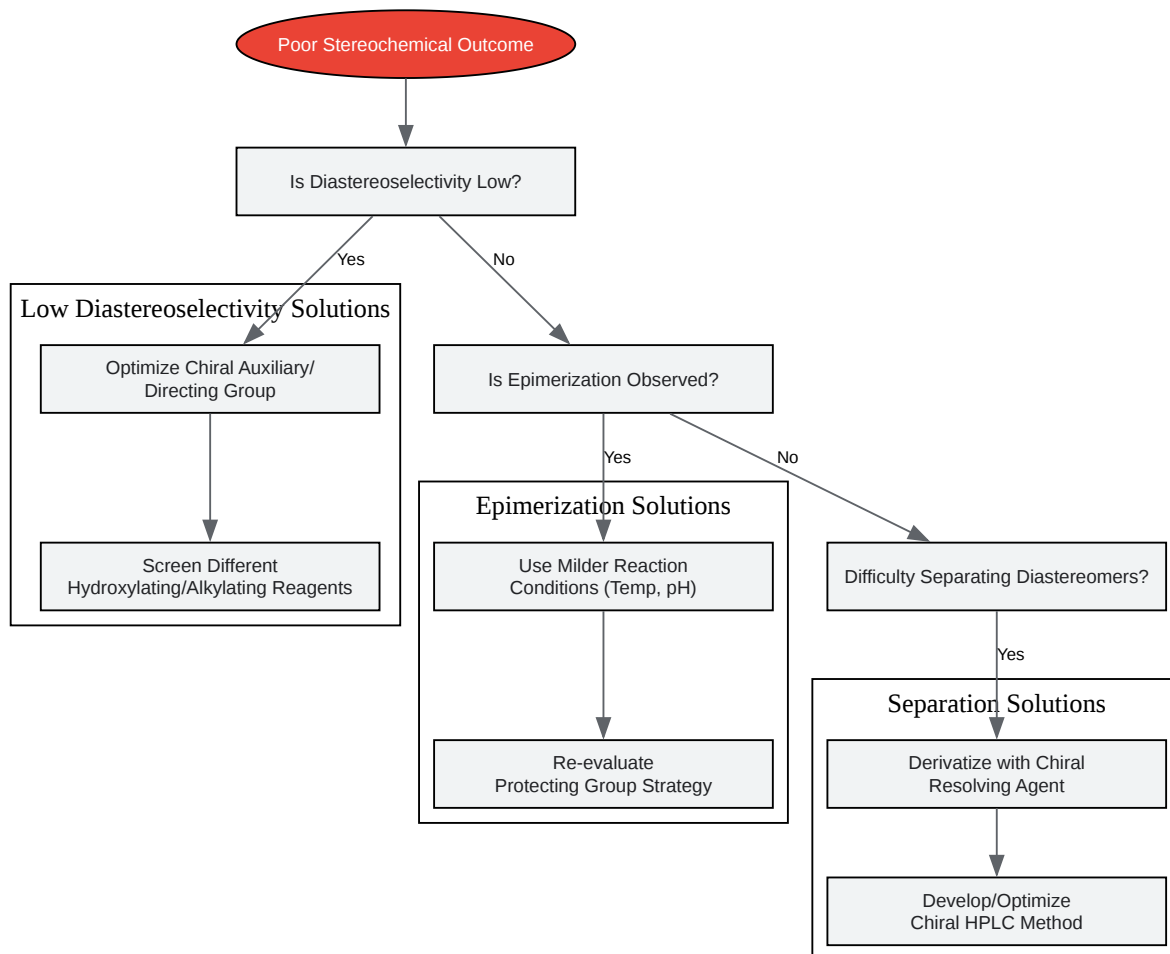 Poor Stereochemical Outcome
Is Diastereoselectivity Low?
Yes
No
Low Diastereoselectivity Solutions
Optimize Chiral Auxiliary/
Directing Group
Is Epimerization Observed?
Yes
No
Epimerization Solutions
Screen Different
Hydroxylating/Alkylating Reagents
Use Milder Reaction
Conditions (Temp, pH)
Difficulty Separating Diastereomers?
Yes
Separation Solutions
Re-evaluate
Protecting Group Strategy
Derivatize with Chiral
Resolving Agent
Develop/Optimize
Chiral HPLC Method